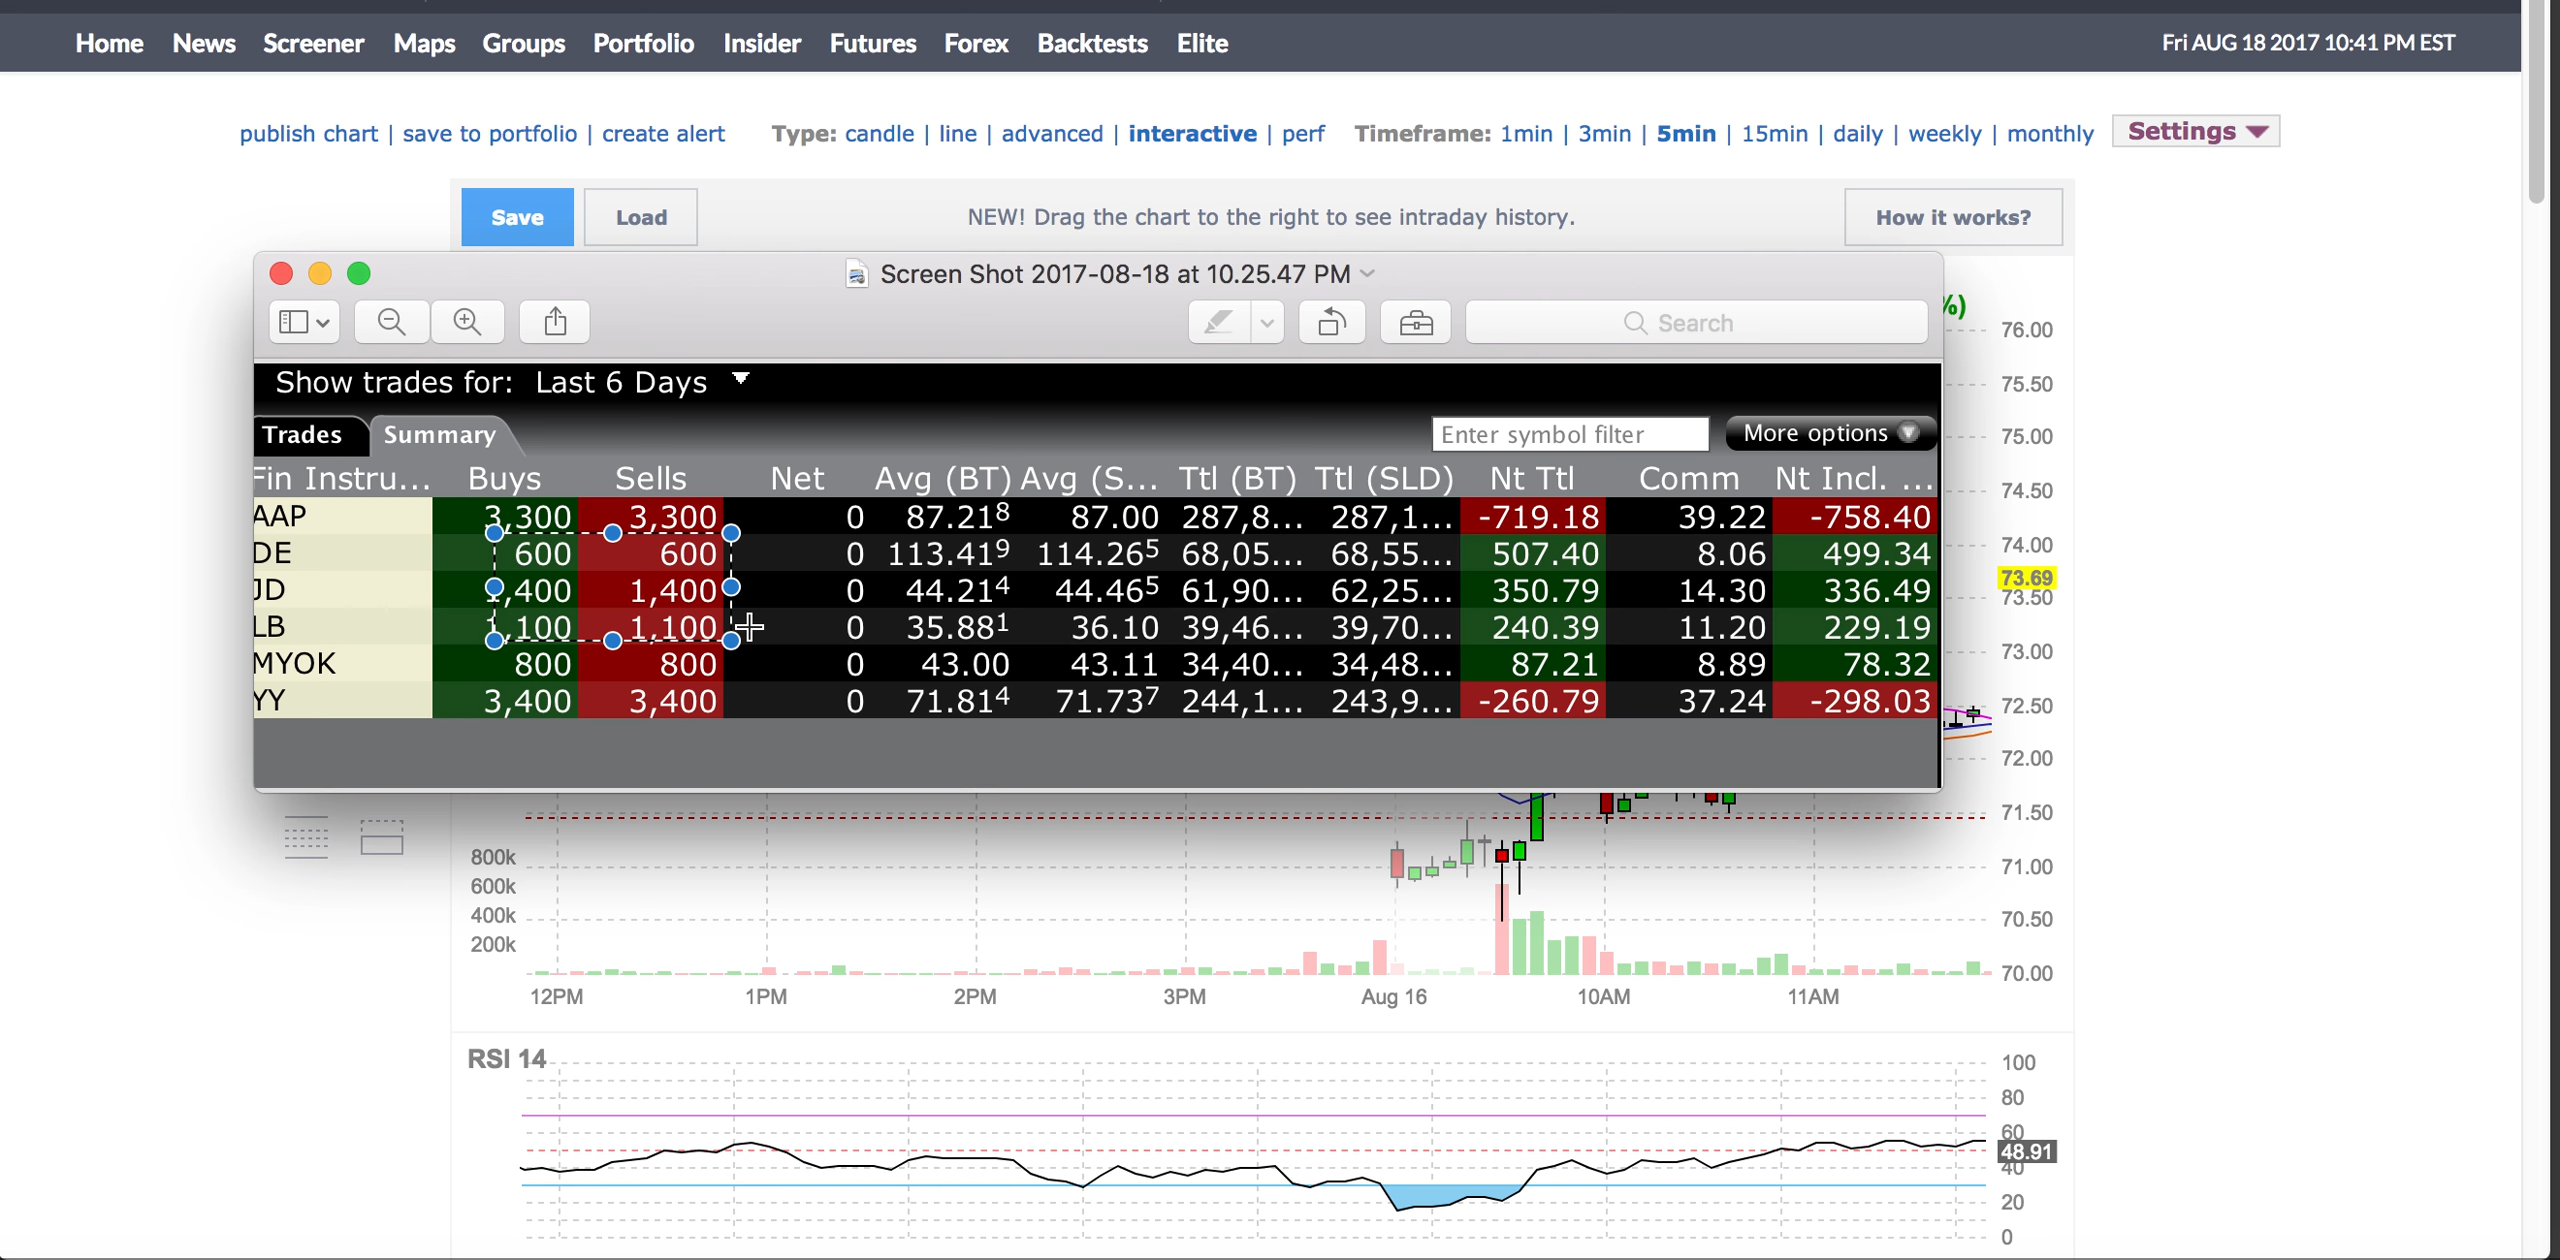 Home News Screener Maps Groups Portfolio Insider Futures Forex Backtests Elite Fri AUG 18 2017 10:41 PM EST
publish chart | save to portfolio | create alert Type: candle | line | advanced | interactive | perf Timeframe: 1min | 3min | 5min | 15min | daily | weekly | monthly Settings
Save Load NEW! Drag the chart to the right to see intraday history. How it works?
Screen Shot 2017-08-18 at 10.25.47 PM
Search
%)
Show trades for: Last 6 Days
Trades Summary Enter symbol filter More options
Fin Instru... Buys Sells Net Avg (BT) Avg (S... Ttl (BT) Ttl (SLD) Nt Ttl Comm Nt Incl. ...
AAP 3,300 3,300 0 87.218 87.00 287,8... 287,1... -719.18 39.22 -758.40
DE 600 600 0 113.419 114.265 68,05... 68,55... 507.40 8.06 499.34
JD 1,400 1,400 0 44.214 44.465 61,90... 62,25... 350.79 14.30 336.49
LB 1,100 1,100 0 35.881 36.10 39,46... 39,70... 240.39 11.20 229.19
MYOK 800 800 0 43.00 43.11 34,40... 34,48... 87.21 8.89 78.32
YY 3,400 3,400 0 71.814 71.737 244,1... 243,9... -260.79 37.24 -298.03
76.00
75.50
75.00
74.50
74.00
73.69
73.50
73.00
72.50
72.00
71.50
71.00
70.50
70.00
800k
600k
400k
200k
12PM 1PM 2PM 3PM Aug 16 10AM 11AM
RSI 14
100
80
60
48.91
40
20
0